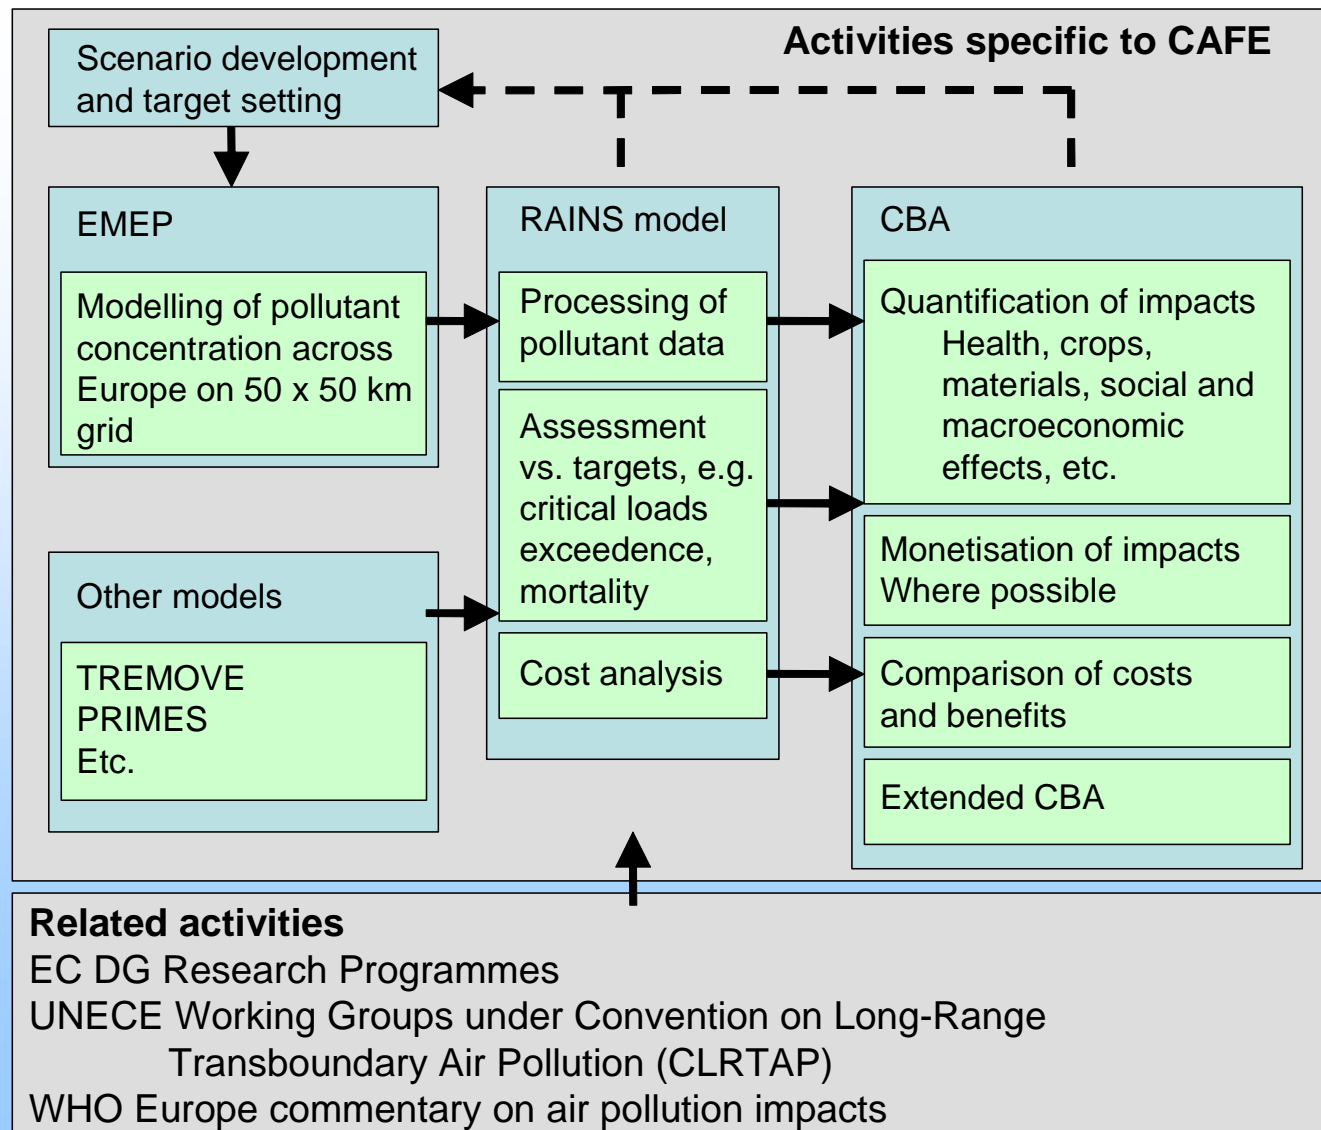 Activities specific to CAFE
Scenario development
and target setting
EMEP
Modelling of pollutant
concentration across
Europe on 50 x 50 km
grid
Other models
TREMOVE
PRIMES
Etc.
RAINS model
Processing of
pollutant data
Assessment
vs. targets, e.g.
critical loads
exceedence,
mortality
Cost analysis
CBA
Quantification of impacts
Health, crops,
materials, social and
macroeconomic
effects, etc.
Monetisation of impacts
Where possible
Comparison of costs
and benefits
Extended CBA
Related activities
EC DG Research Programmes
UNECE Working Groups under Convention on Long-Range
Transboundary Air Pollution (CLRTAP)
WHO Europe commentary on air pollution impacts